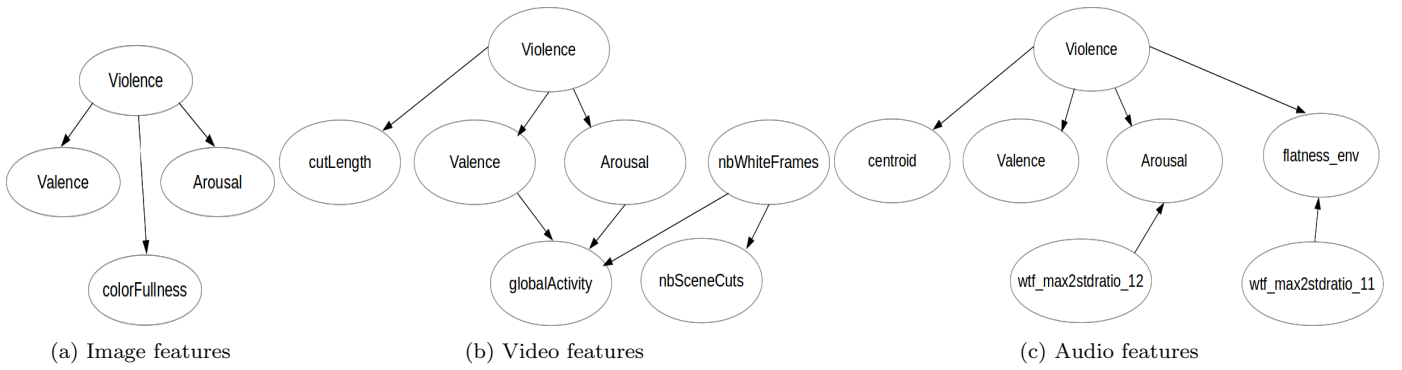 Violence
Valence
Arousal
colorFullness
(a) Image features
Violence
cutLength
Valence
Arousal
nbWhiteFrames
globalActivity
nbSceneCuts
(b) Video features
Violence
centroid
Valence
Arousal
flatness_env
wtf_max2stdratio_12
wtf_max2stdratio_11
(c) Audio features